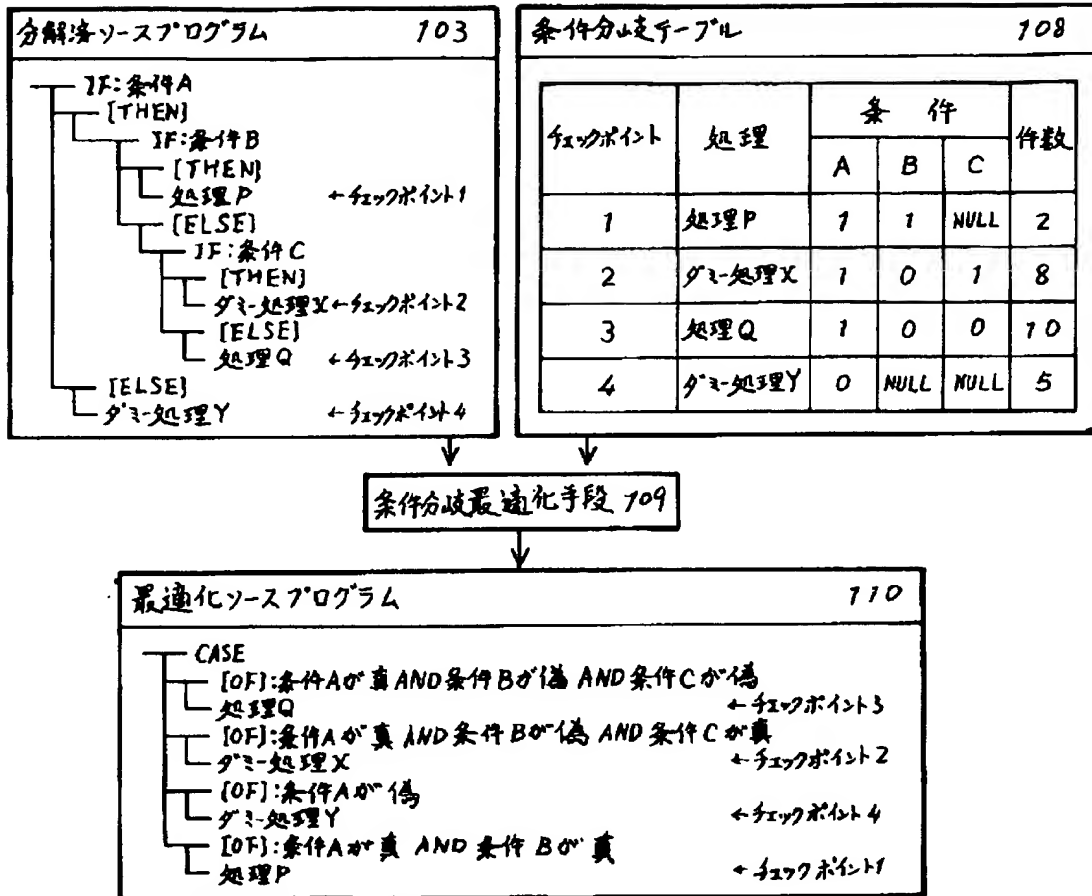 分解済ソースプログラム 103
IF:条件A
[THEN]
IF:条件B
[THEN]
処理P ←チェックポイント1
[ELSE]
IF:条件C
[THEN]
ダミー処理X ←チェックポイント2
[ELSE]
処理Q ←チェックポイント3
[ELSE]
ダミー処理Y ←チェックポイント4
条件分岐テーブル 108
チェックポイント 処理 条件 件数
A B C
1 処理P 1 1 NULL 2
2 ダミー処理X 1 0 1 8
3 処理Q 1 0 0 10
4 ダミー処理Y 0 NULL NULL 5
条件分岐最適化手段 109
最適化ソースプログラム 110
CASE
[OF]:条件Aが真 AND 条件Bが偽 AND 条件Cが偽
処理Q ←チェックポイント3
[OF]:条件Aが真 AND 条件Bが偽 AND 条件Cが真
ダミー処理X ←チェックポイント2
[OF]:条件Aが偽
ダミー処理Y ←チェックポイント4
[OF]:条件Aが真 AND 条件Bが真
処理P ←チェックポイント1